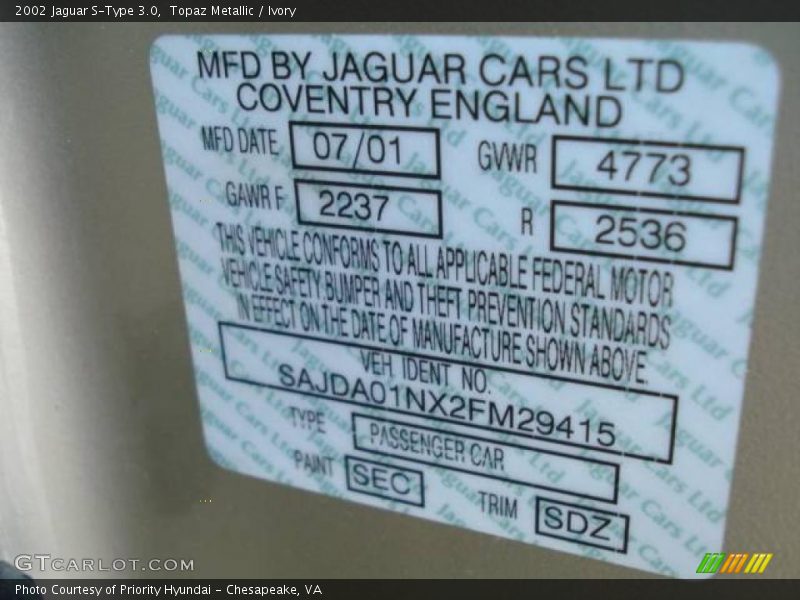 2002 Jaguar S-Type 3.0,  Topaz Metallic / Ivory
MFD BY JAGUAR CARS LTD
COVENTRY ENGLAND
MFD DATE 07/01 GVWR 4773
GAWR F 2237 R 2536
THIS VEHICLE CONFORMS TO ALL APPLICABLE FEDERAL MOTOR
VEHICLE SAFETY BUMPER AND THEFT PREVENTION STANDARDS
IN EFFECT ON THE DATE OF MANUFACTURE SHOWN ABOVE.
VEH. IDENT NO.
SAJDA01NX2FM29415
TYPE PASSENGER CAR
PAINT SEC TRIM SDZ
GTCARLOT.COM
Photo Courtesy of Priority Hyundai - Chesapeake, VA